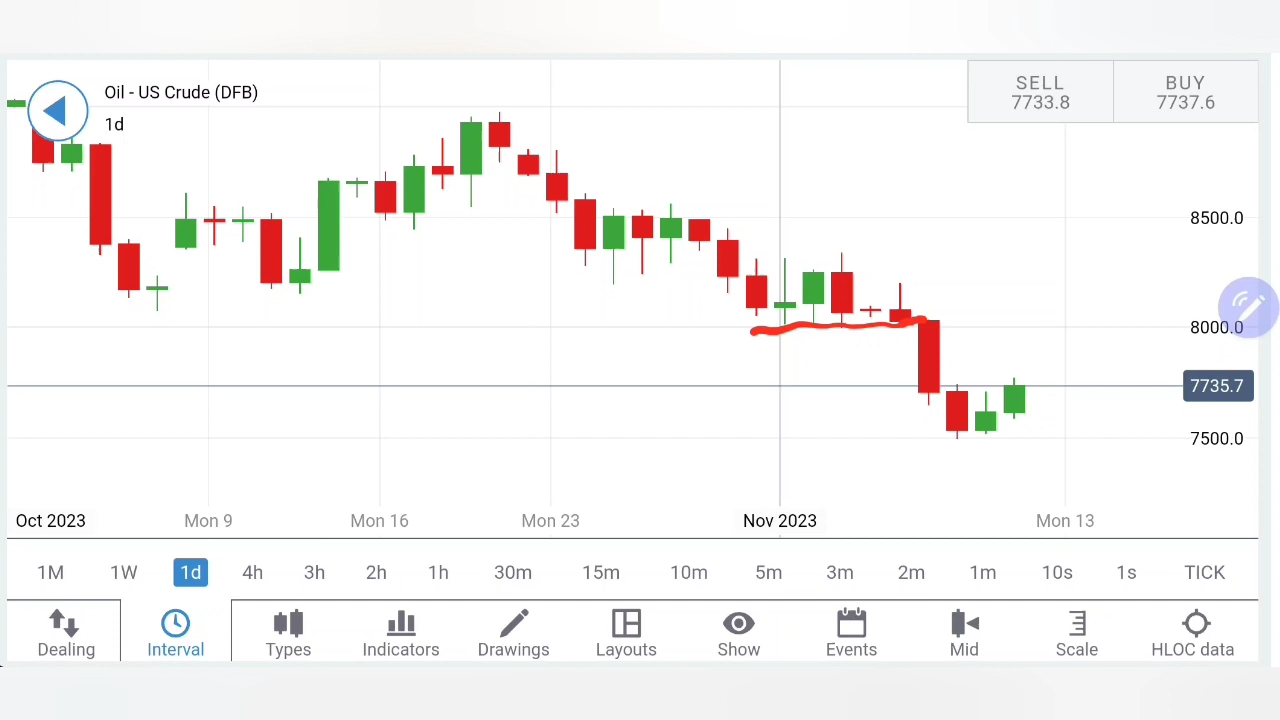 Oil - US Crude (DFB)
1d
SELL
7733.8
BUY
7737.6
8500.0
8000.0
7735.7
7500.0
Oct 2023 Mon 9 Mon 16 Mon 23 Nov 2023 Mon 13
1M 1W 1d 4h 3h 2h 1h 30m 15m 10m 5m 3m 2m 1m 10s 1s TICK
Dealing Interval Types Indicators Drawings Layouts Show Events Mid Scale HLOC data